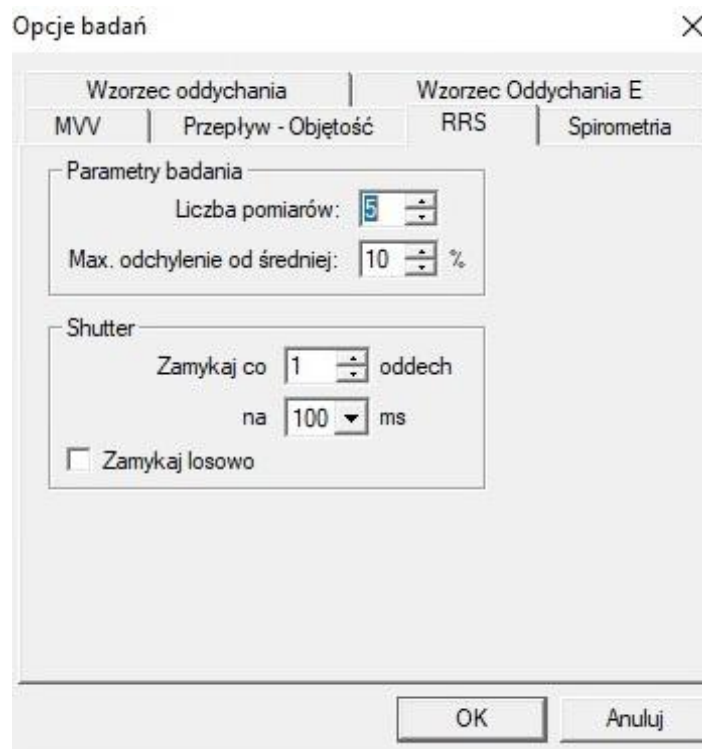 Opcje badań
Wzorzec oddychania Wzorzec Oddychania E
MVV Przepływ - Objętość RRS Spirometria
Parametry badania
Liczba pomiarów: 5
Max. odchylenie od średniej: 10 %
Shutter
Zamykaj co 1 oddech
na 100 ms
Zamykaj losowo
OK Anuluj